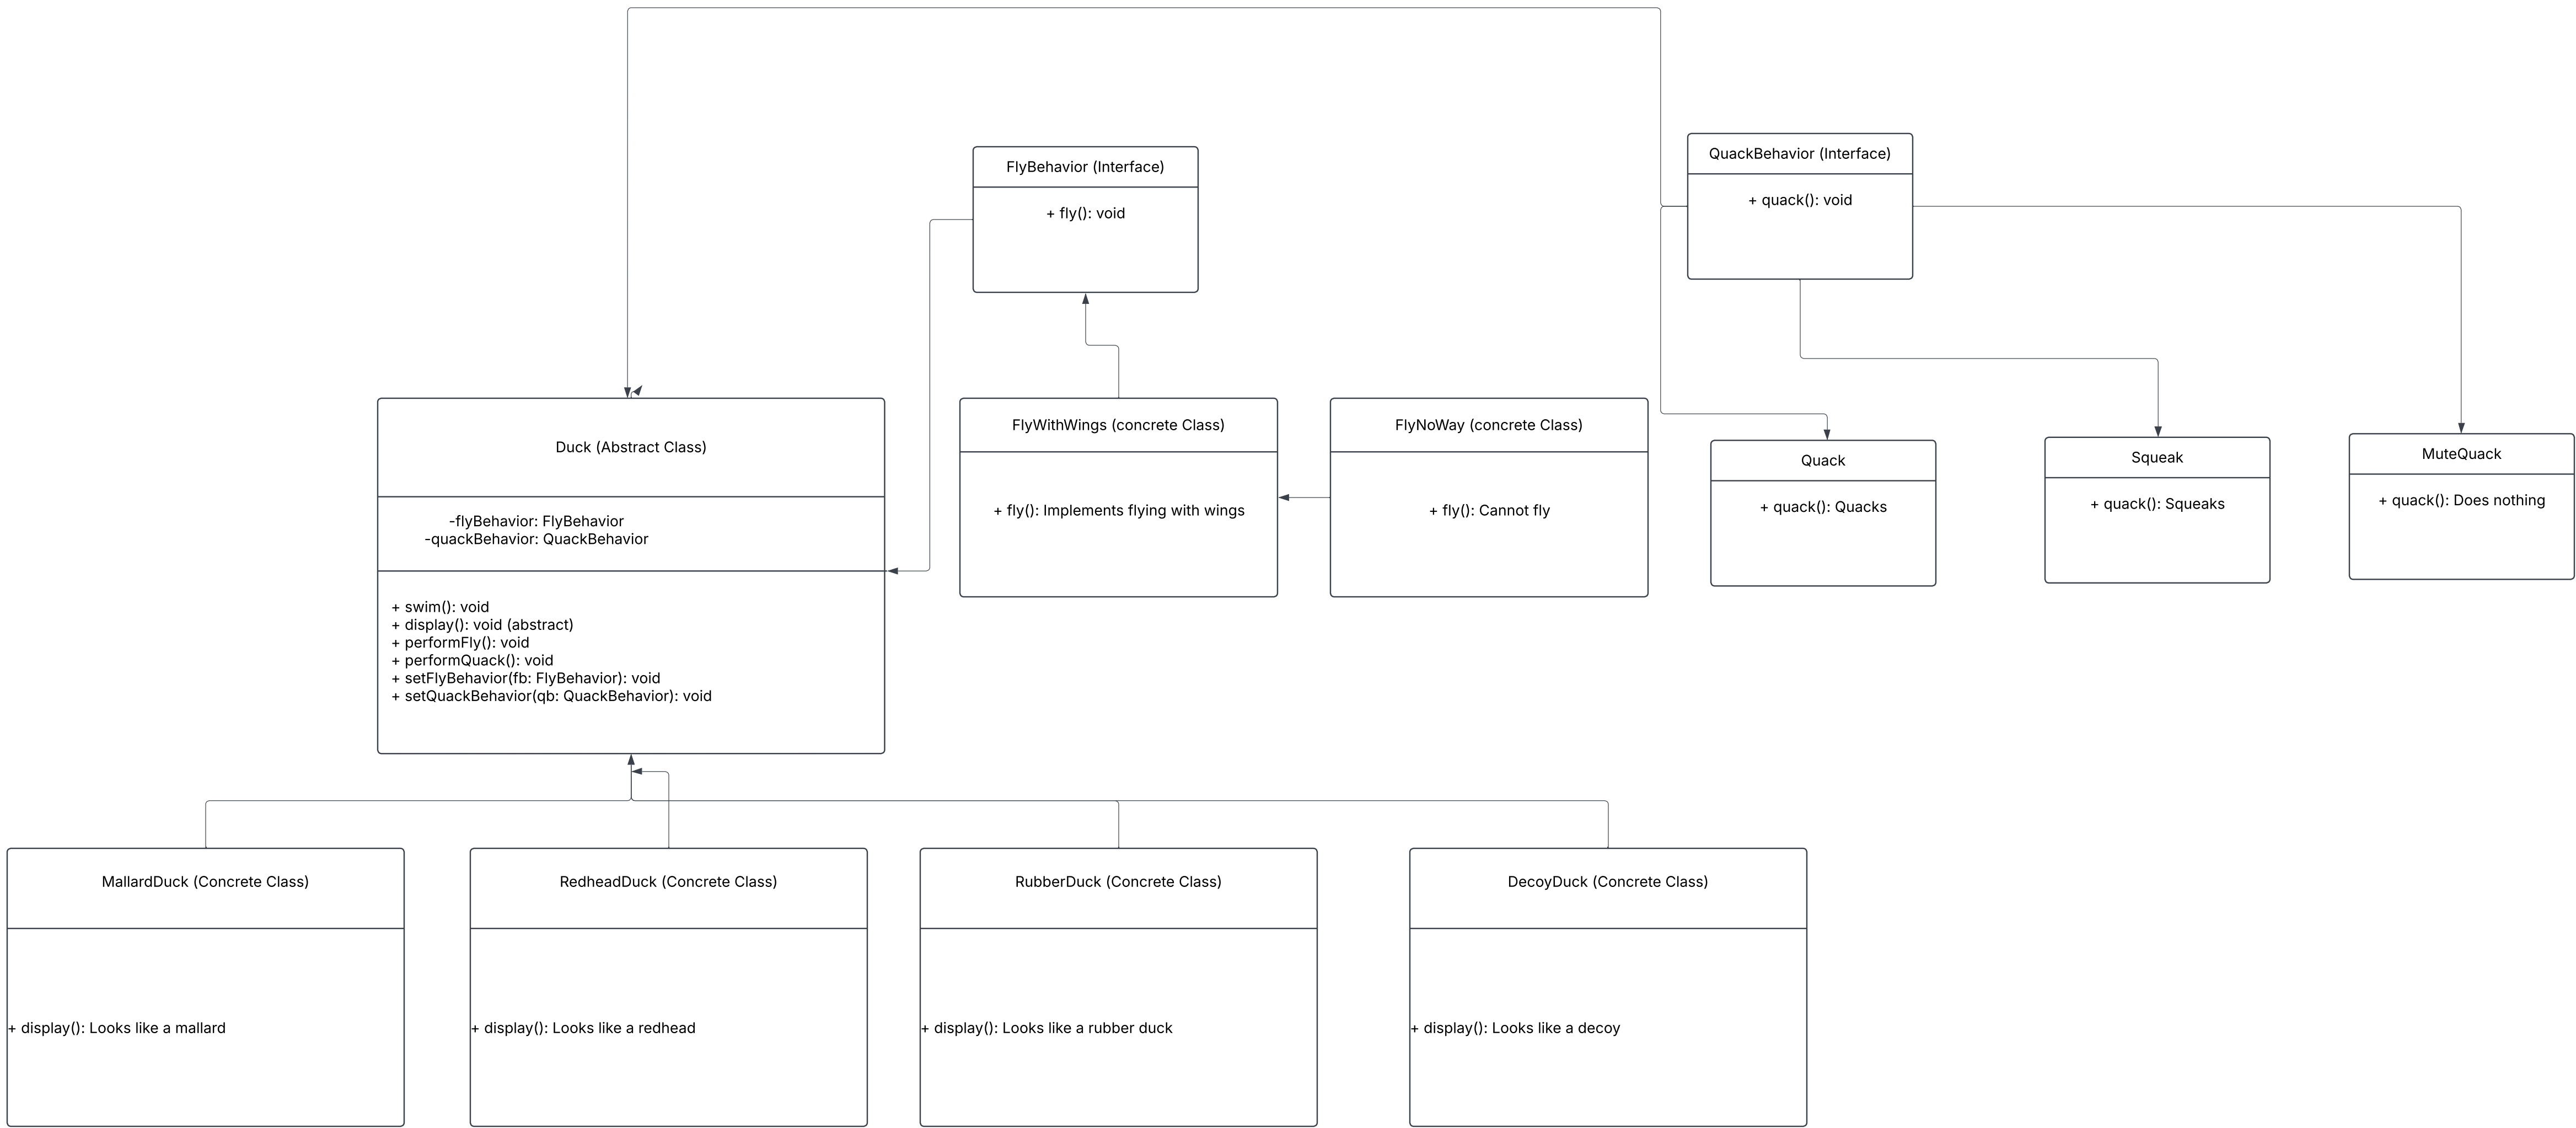 FlyBehavior (Interface)
+ fly(): void
QuackBehavior (Interface)
+ quack(): void
Duck (Abstract Class)
-flyBehavior: FlyBehavior
-quackBehavior: QuackBehavior
+ swim(): void
+ display(): void (abstract)
+ performFly(): void
+ performQuack(): void
+ setFlyBehavior(fb: FlyBehavior): void
+ setQuackBehavior(qb: QuackBehavior): void
FlyWithWings (concrete Class)
+ fly(): Implements flying with wings
FlyNoWay (concrete Class)
+ fly(): Cannot fly
Quack
+ quack(): Quacks
Squeak
+ quack(): Squeaks
MuteQuack
+ quack(): Does nothing
MallardDuck (Concrete Class)
+ display(): Looks like a mallard
RedheadDuck (Concrete Class)
+ display(): Looks like a redhead
RubberDuck (Concrete Class)
+ display(): Looks like a rubber duck
DecoyDuck (Concrete Class)
+ display(): Looks like a decoy